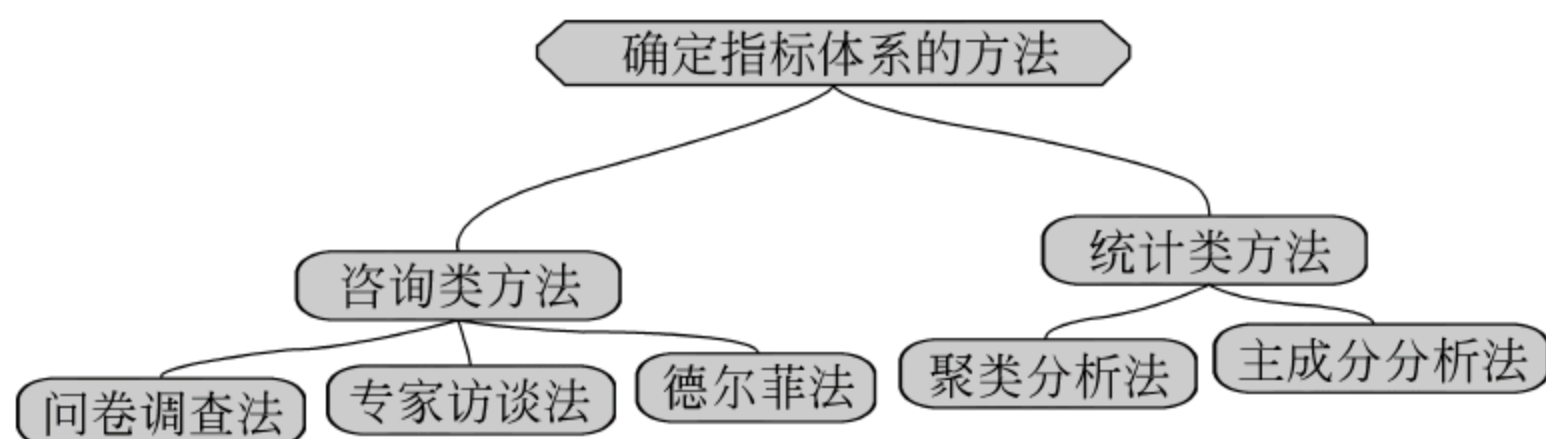 确定指标体系的方法
咨询类方法
统计类方法
问卷调查法
专家访谈法
德尔菲法
聚类分析法
主成分分析法